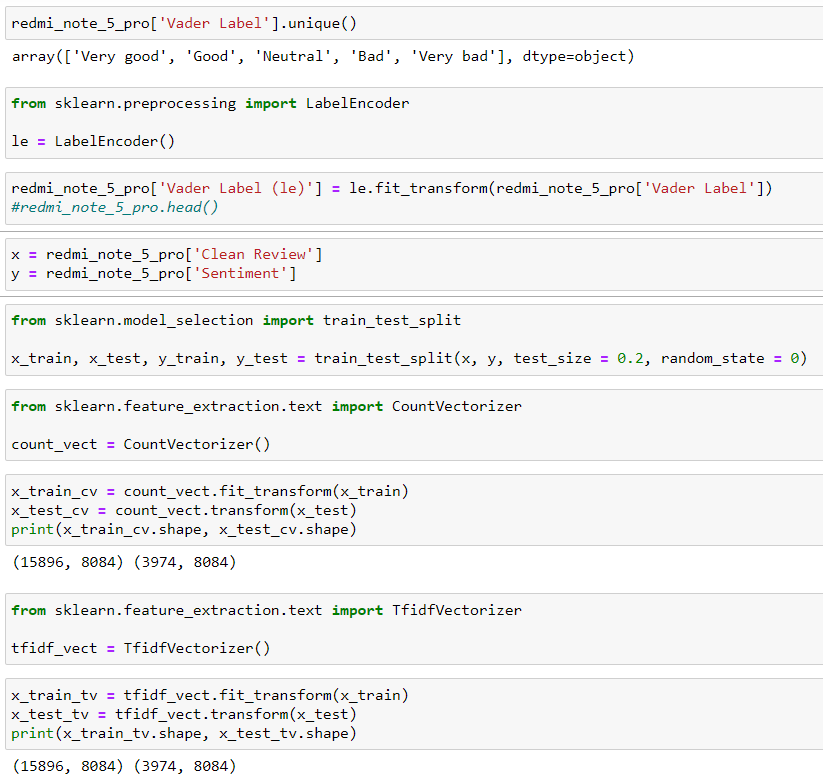 redmi_note_5_pro['Vader Label'].unique()
array(['Very good', 'Good', 'Neutral', 'Bad', 'Very bad'], dtype=object)
from sklearn.preprocessing import LabelEncoder
le = LabelEncoder()
redmi_note_5_pro['Vader Label (le)'] = le.fit_transform(redmi_note_5_pro['Vader Label'])
#redmi_note_5_pro.head()
x = redmi_note_5_pro['Clean Review']
y = redmi_note_5_pro['Sentiment']
from sklearn.model_selection import train_test_split
x_train, x_test, y_train, y_test = train_test_split(x, y, test_size = 0.2, random_state = 0)
from sklearn.feature_extraction.text import CountVectorizer
count_vect = CountVectorizer()
x_train_cv = count_vect.fit_transform(x_train)
x_test_cv = count_vect.transform(x_test)
print(x_train_cv.shape, x_test_cv.shape)
(15896, 8084) (3974, 8084)
from sklearn.feature_extraction.text import TfidfVectorizer
tfidf_vect = TfidfVectorizer()
x_train_tv = tfidf_vect.fit_transform(x_train)
x_test_tv = tfidf_vect.transform(x_test)
print(x_train_tv.shape, x_test_tv.shape)
(15896, 8084) (3974, 8084)